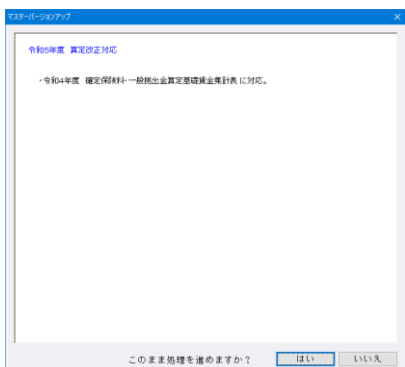 マスターバージョンアップ
令和5年度 算定改正対応
・令和4年度 確定保険料・一般拠出金算定基礎賃金集計表に対応。
このまま処理を進めますか？
はい
いいえ